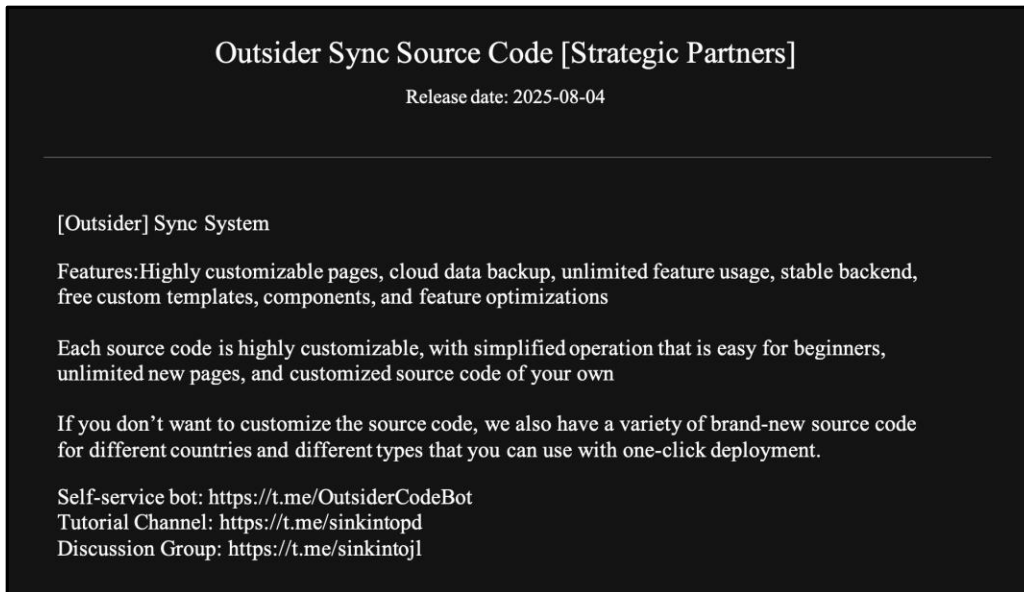 Outsider Sync Source Code [Strategic Partners]
Release date: 2025-08-04
[Outsider] Sync System
Features:Highly customizable pages, cloud data backup, unlimited feature usage, stable backend,
free custom templates, components, and feature optimizations
Each source code is highly customizable, with simplified operation that is easy for beginners,
unlimited new pages, and customized source code of your own
If you don’t want to customize the source code, we also have a variety of brand-new source code
for different countries and different types that you can use with one-click deployment.
Self-service bot: https://t.me/OutsiderCodeBot
Tutorial Channel: https://t.me/sinkintopd
Discussion Group: https://t.me/sinkintojl